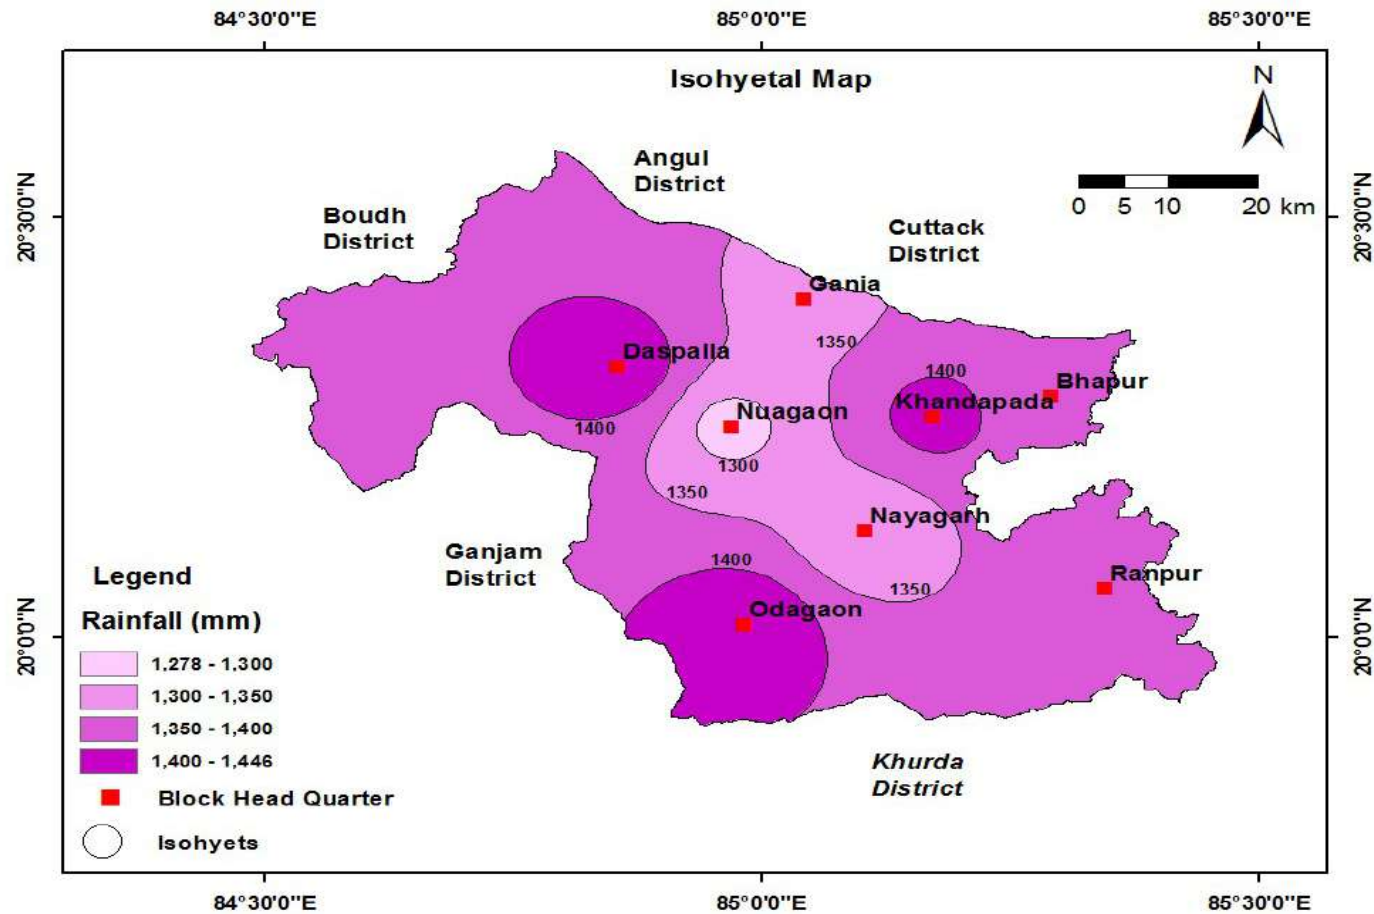 84°30'0"E
85°0'0"E
85°30'0"E
Isohyetal Map
N
Angul
District
0 5 10 20 km
20°30'0"N
20°30'0"N
Boudh
District
Cuttack
District
Gania
1350
Daspalla
1400
Bhapur
Khandapada
Nuagaon
1400
1300
1350
Nayagarh
Ganjam
District
1400
Ranpur
1350
Odagaon
20°0'0"N
20°0'0"N
Legend
Rainfall (mm)
1,278 - 1,300
1,300 - 1,350
1,350 - 1,400
1,400 - 1,446
Block Head Quarter
Isohyets
Khurda
District
84°30'0"E
85°0'0"E
85°30'0"E